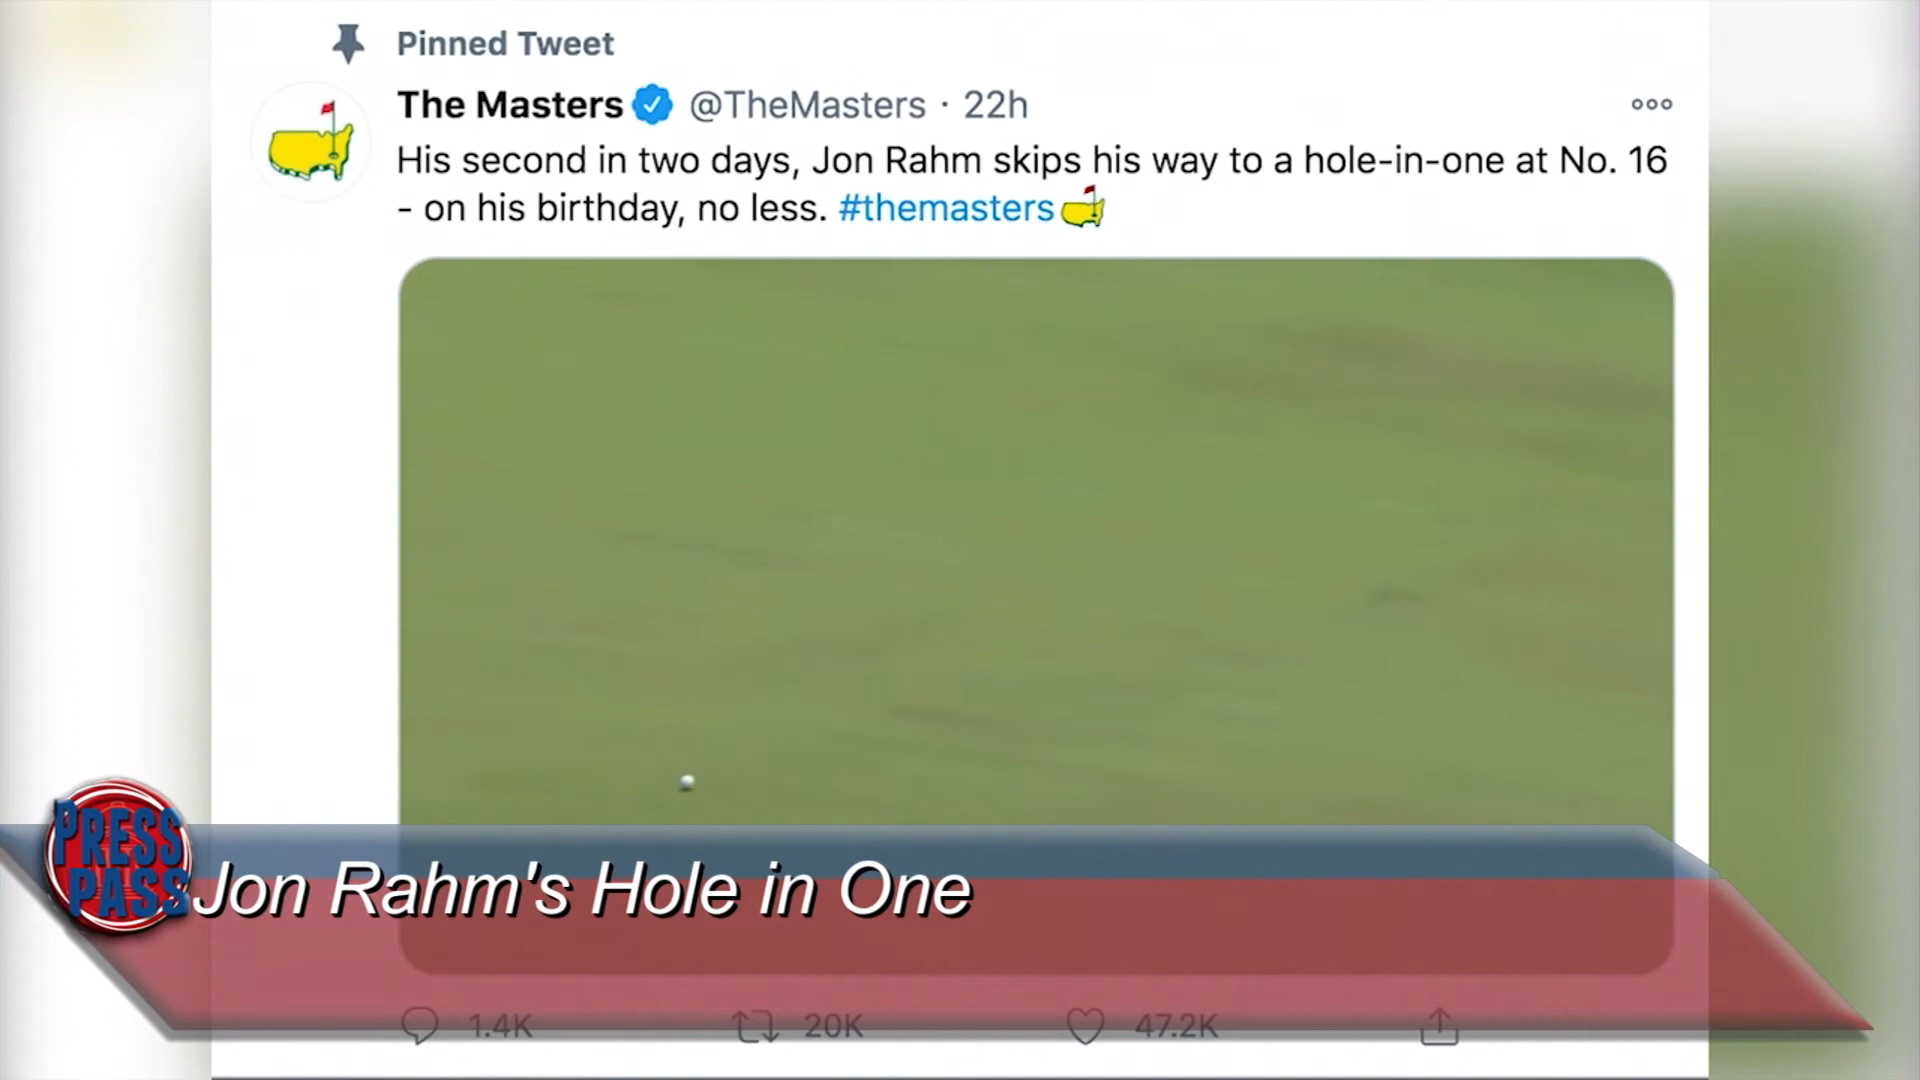 Pinned Tweet
The Masters @TheMasters · 22h
His second in two days, Jon Rahm skips his way to a hole-in-one at No. 16
- on his birthday, no less. #themasters
PRESS
PASS
Jon Rahm's Hole in One
1.4K 20K 47.2K